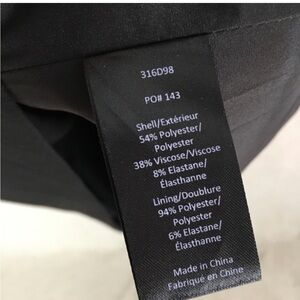 316D98
PO# 143
Shell/Extérieur
54% Polyester/
Polyester
38% Viscose/Viscose
8% Elastane/
Élasthanne
Lining/Doublure
94% Polyester/
Polyester
6% Elastane/
Élasthanne
Made in China
Fabriqué en Chine